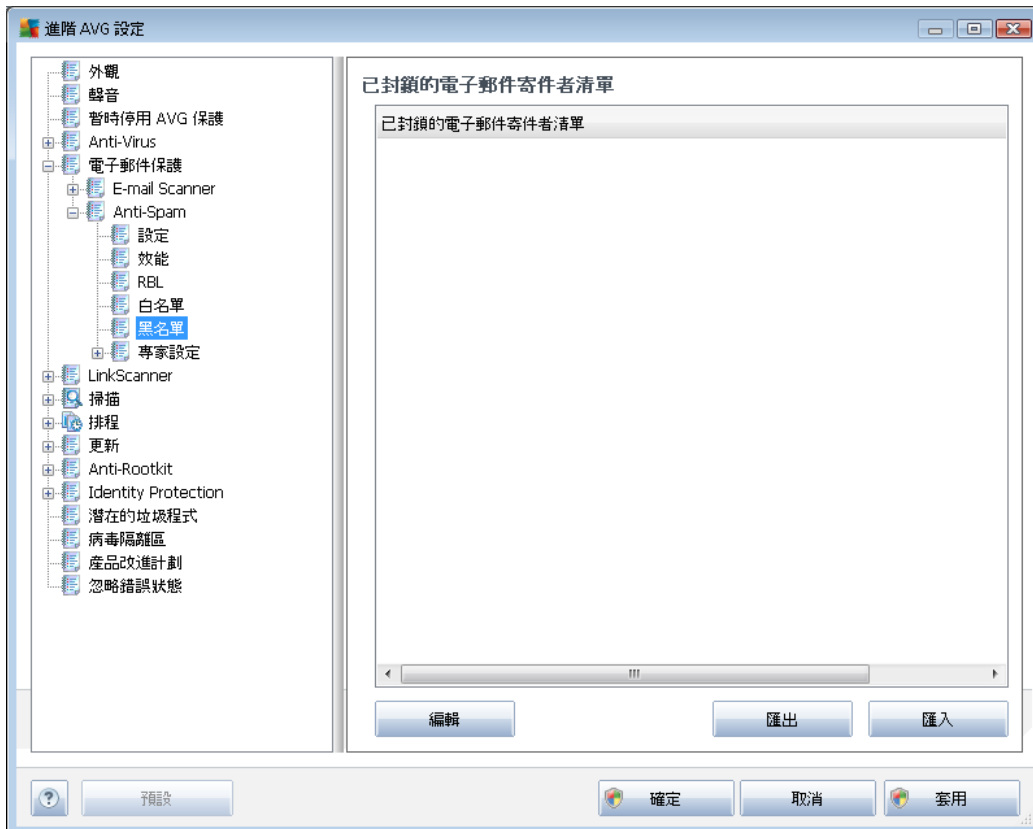 進階 AVG 設定
外觀
聲音
暫時停用 AVG 保護
Anti-Virus
電子郵件保護
E-mail Scanner
Anti-Spam
設定
效能
RBL
白名單
黑名單
專家設定
LinkScanner
掃描
排程
更新
Anti-Rootkit
Identity Protection
潛在的垃圾程式
病毒隔離區
產品改進計劃
忽略錯誤狀態
已封鎖的電子郵件寄件者清單
已封鎖的電子郵件寄件者清單
編輯
匯出
匯入
?
預設
確定
取消
套用